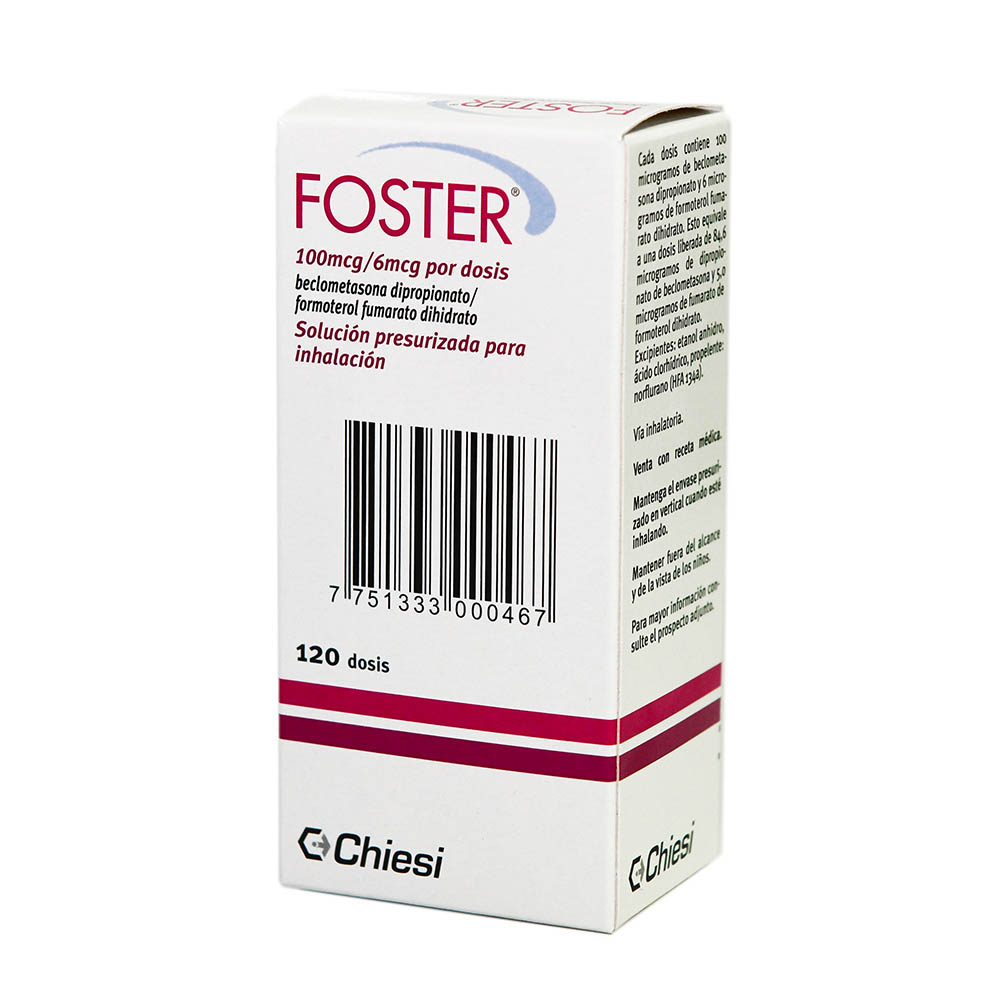 FOSTER®
FOSTER®
100mcg/6mcg por dosis
beclometasona dipropionato/
formoterol fumarato dihidrato
Solución presurizada para
inhalación
7 751333 000467
120 dosis
Chiesi
Cada dosis contiene 100
microgramos de beclometa-
sona dipropionato y 6 micro-
gramos de formoterol fuma-
rato dihidrato. Esto equivale
a una dosis liberada de 84,6
microgramos de dipropio-
nato de beclometasona y 5,0
microgramos de fumarato de
formoterol dihidrato.
Excipientes: etanol anhidro,
ácido clorhídrico, propelente:
norflurano (HFA 134a).
Vía inhalatoria.
Venta con receta médica.
Mantenga el envase presuri-
zado en vertical cuando esté
inhalando.
Mantener fuera del alcance
y de la vista de los niños.
Para mayor información con-
sulte el prospecto adjunto.
Chiesi